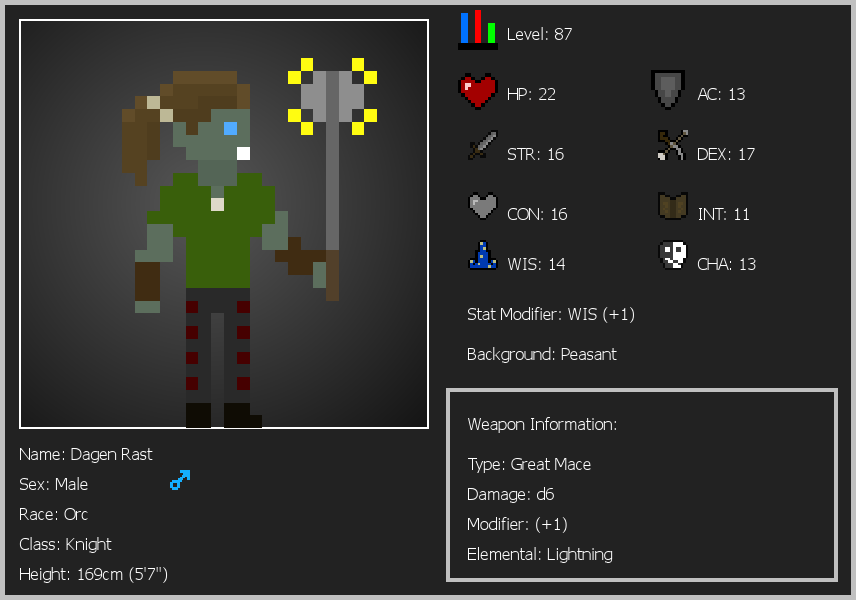 Level: 87
HP: 22
AC: 13
STR: 16
DEX: 17
CON: 16
INT: 11
WIS: 14
CHA: 13
Stat Modifier: WIS (+1)
Background: Peasant
Weapon Information:
Type: Great Mace
Damage: d6
Modifier: (+1)
Elemental: Lightning
Name: Dagen Rast
Sex: Male
Race: Orc
Class: Knight
Height: 169cm (5'7")